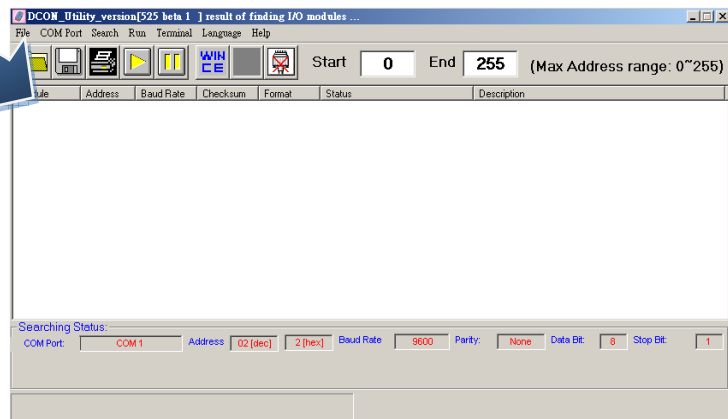 DCON_Utility_version[525 beta 1 ] result of finding I/O modules ...
File COM Port Search Run Terminal Language Help
WIN CE Start 0 End 255 (Max Address range: 0~255)
Address Baud Rate Checksum Format Status Description
Searching Status:
COM Port: COM 1 Address 02 [dec] 2 [hex] Baud Rate 9600 Parity: None Data Bit: 8 Stop Bit: 1